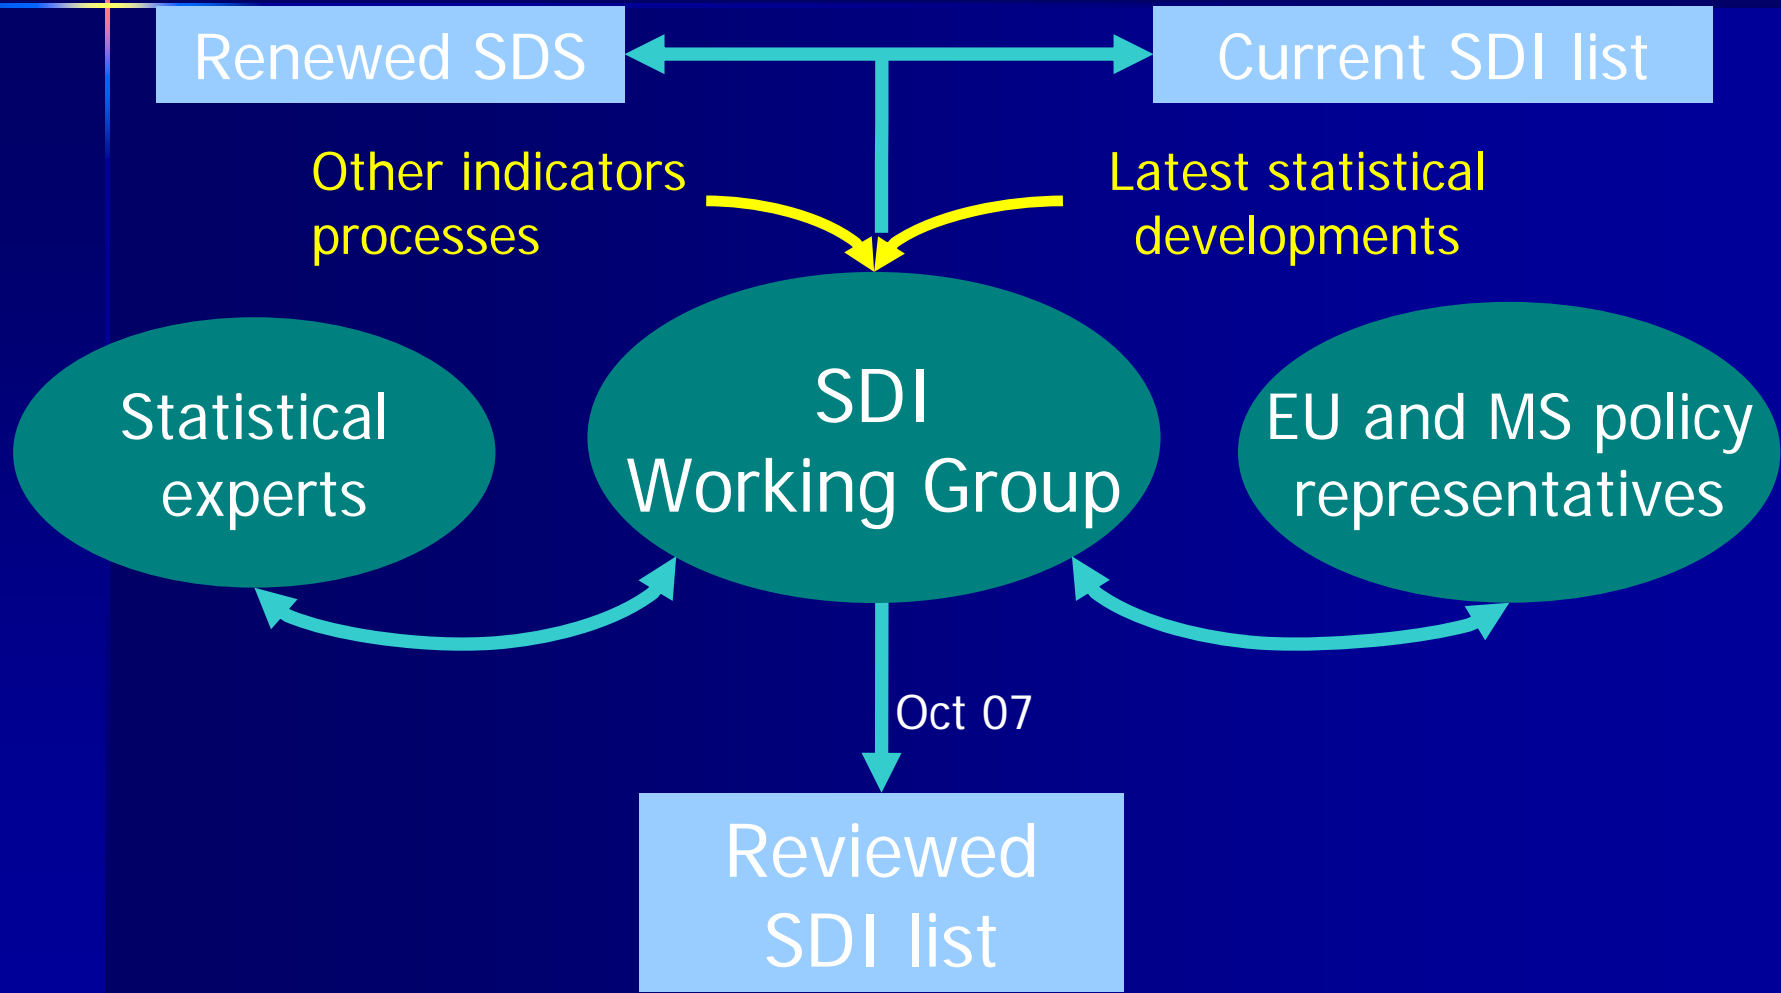 Renewed SDS
Current SDI list
Other indicators
processes
Latest statistical
developments
Statistical
experts
SDI
Working Group
EU and MS policy
representatives
Oct 07
Reviewed
SDI list